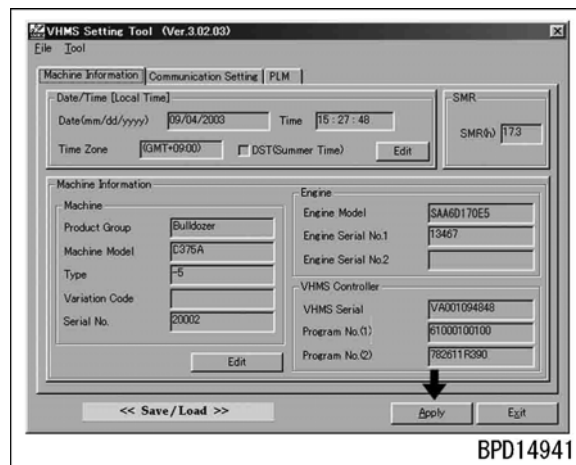 VHMS Setting Tool (Ver.3.02.03)
File Tool
Machine Information Communication Setting PLM
Date/Time [Local Time]
Date(mm/dd/yyyy) 09/04/2003 Time 15 : 27 : 48
Time Zone (GMT+09:00) DST(Summer Time) Edit
SMR
SMR(h) 17.3
Machine Information
Machine
Product Group Bulldozer
Machine Model D375A
Type -5
Variation Code
Serial No. 20002
Edit
Engine
Engine Model SAA6D170E5
Engine Serial No.1 13467
Engine Serial No.2
VHMS Controller
VHMS Serial VA001094848
Program No.(1) 61000100100
Program No.(2) 782611R390
<< Save/Load >> Apply Exit
BPD14941